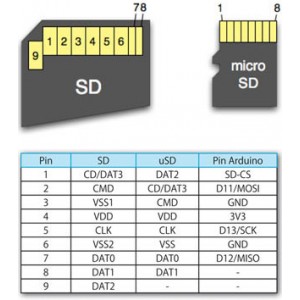 78
1 2 3 4 5 6
9
SD
1 8
micro
SD
Pin SD uSD Pin Arduino
1 CD/DAT3 DAT2 SD-CS
2 CMD CD/DAT3 D11/MOSI
3 VSS1 CMD GND
4 VDD VDD 3V3
5 CLK CLK D13/SCK
6 VSS2 VSS GND
7 DAT0 DAT0 D12/MISO
8 DAT1 DAT1 -
9 DAT2 - -